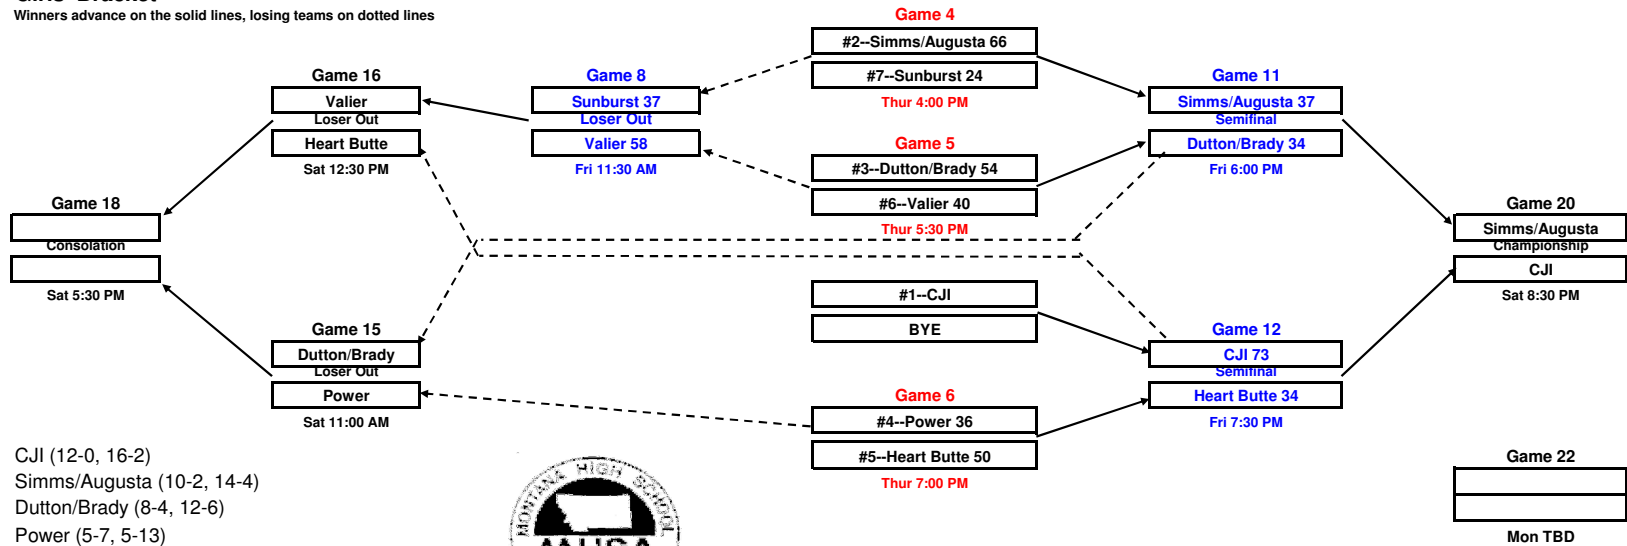 Winners advance on the solid lines, losing teams on dotted lines
Game 4
#2--Simms/Augusta 66
#7--Sunburst 24
Thur 4:00 PM
Game 16
Valier
Loser Out
Heart Butte
Sat 12:30 PM
Game 8
Sunburst 37
Loser Out
Valier 58
Fri 11:30 AM
Game 11
Simms/Augusta 37
Semifinal
Dutton/Brady 34
Fri 6:00 PM
Game 5
#3--Dutton/Brady 54
#6--Valier 40
Thur 5:30 PM
Game 18
Consolation
Sat 5:30 PM
Game 20
Simms/Augusta
Championship
CJI
Sat 8:30 PM
#1--CJI
BYE
Game 15
Dutton/Brady
Loser Out
Power
Sat 11:00 AM
Game 12
CJI 73
Semifinal
Heart Butte 34
Fri 7:30 PM
Game 6
#4--Power 36
#5--Heart Butte 50
Thur 7:00 PM
CJI (12-0, 16-2)
Simms/Augusta (10-2, 14-4)
Dutton/Brady (8-4, 12-6)
Power (5-7, 5-13)
MONTANA HIGH SCHOOL
Game 22
Mon TBD